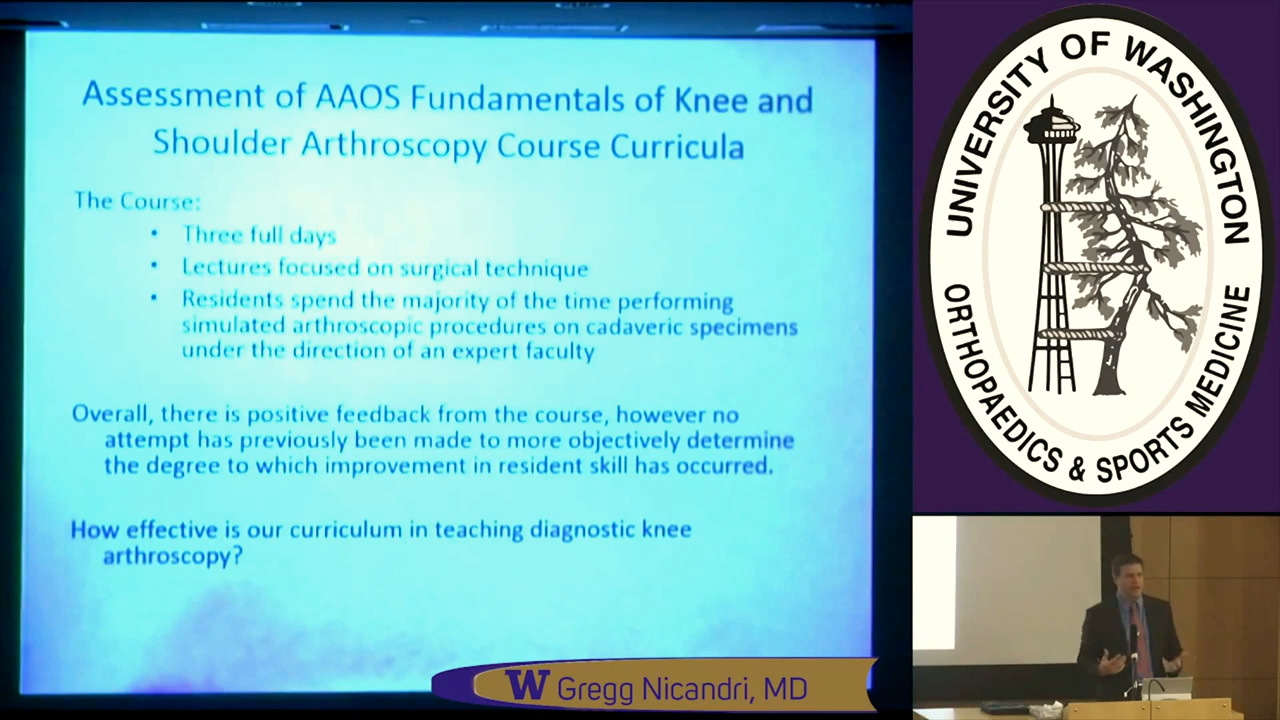 Assessment of AAOS Fundamentals of Knee and
Shoulder Arthroscopy Course Curricula
The Course:
• Three full days
• Lectures focused on surgical technique
• Residents spend the majority of the time performing
simulated arthroscopic procedures on cadaveric specimens
under the direction of an expert faculty
Overall, there is positive feedback from the course, however no
attempt has previously been made to more objectively determine
the degree to which improvement in resident skill has occurred.
How effective is our curriculum in teaching diagnostic knee
arthroscopy?
W Gregg Nicandri, MD
UNIVERSITY OF WASHINGTON
ORTHOPAEDICS & SPORTS MEDICINE